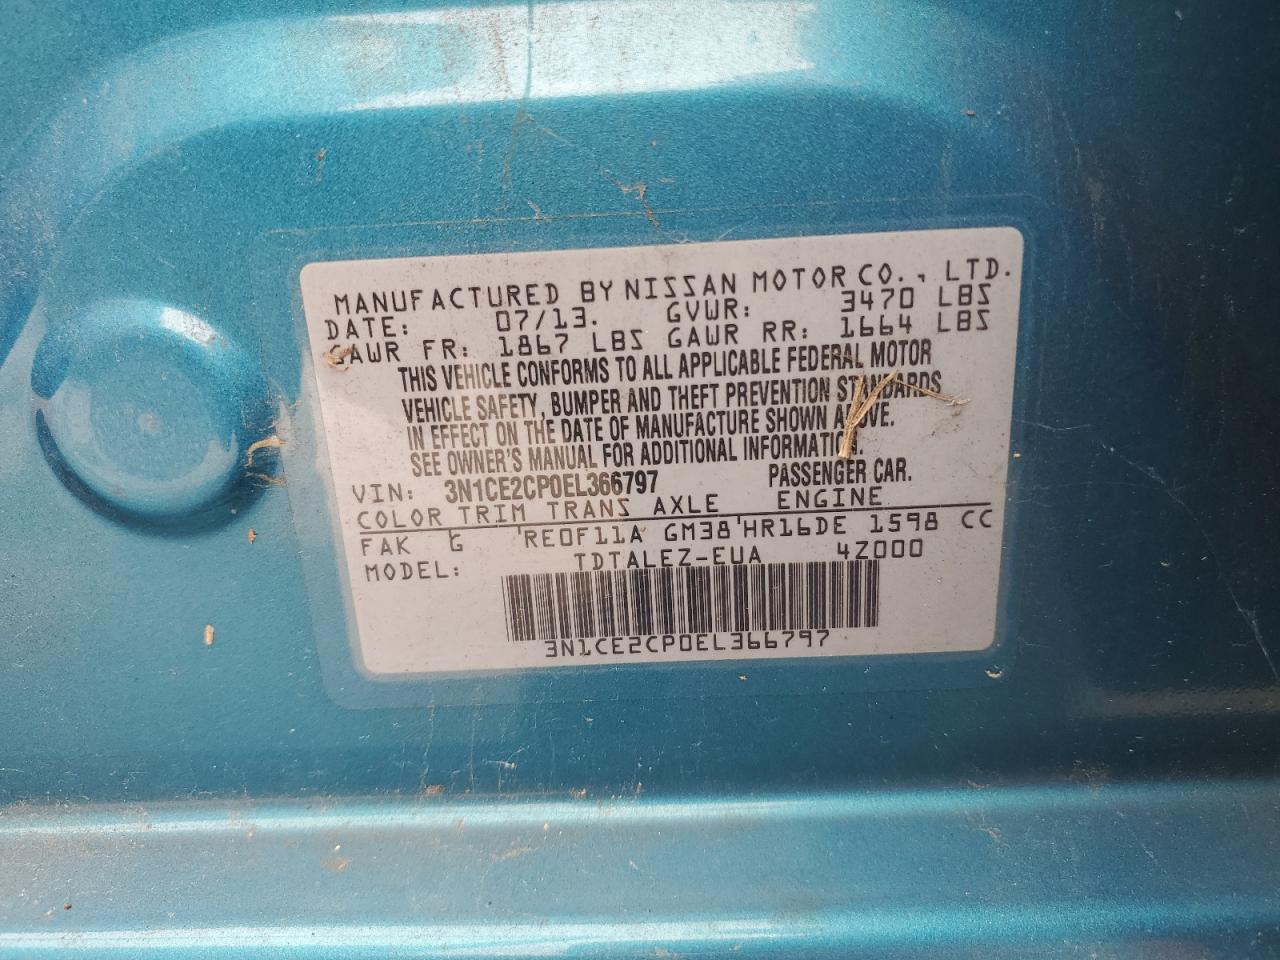 MANUFACTURED BY NISSAN MOTOR CO., LTD.
DATE: 07/13. GVWR: 3470 LBS
GAWR FR: 1867 LBS GAWR RR: 1664 LBS
THIS VEHICLE CONFORMS TO ALL APPLICABLE FEDERAL MOTOR
VEHICLE SAFETY, BUMPER AND THEFT PREVENTION STANDARDS
IN EFFECT ON THE DATE OF MANUFACTURE SHOWN ABOVE.
SEE OWNER'S MANUAL FOR ADDITIONAL INFORMATION.
VIN: 3N1CE2CP0EL366797 PASSENGER CAR.
COLOR TRIM TRANS AXLE ENGINE
FAK G RE0F11A GM38 HR16DE 1598 CC
MODEL: TDTALEZ-EUA 4Z000
3N1CE2CP0EL366797